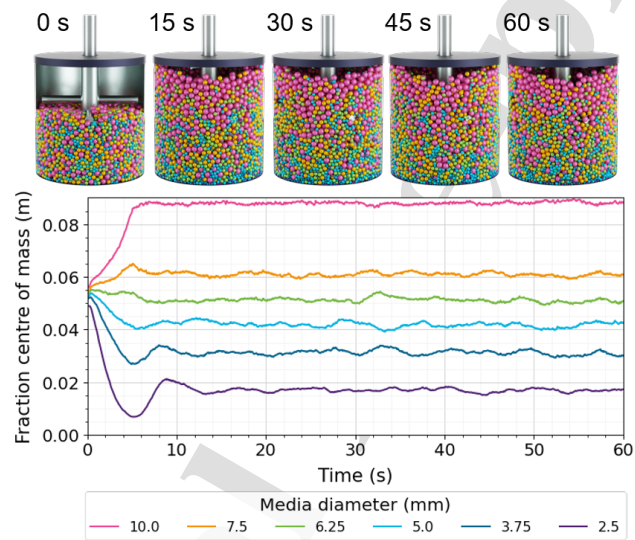 0 s 15 s 30 s 45 s 60 s
Fraction centre of mass (m)
0.08
0.06
0.04
0.02
0.00
0 10 20 30 40 50 60
Time (s)
Media diameter (mm)
10.0 7.5 6.25 5.0 3.75 2.5